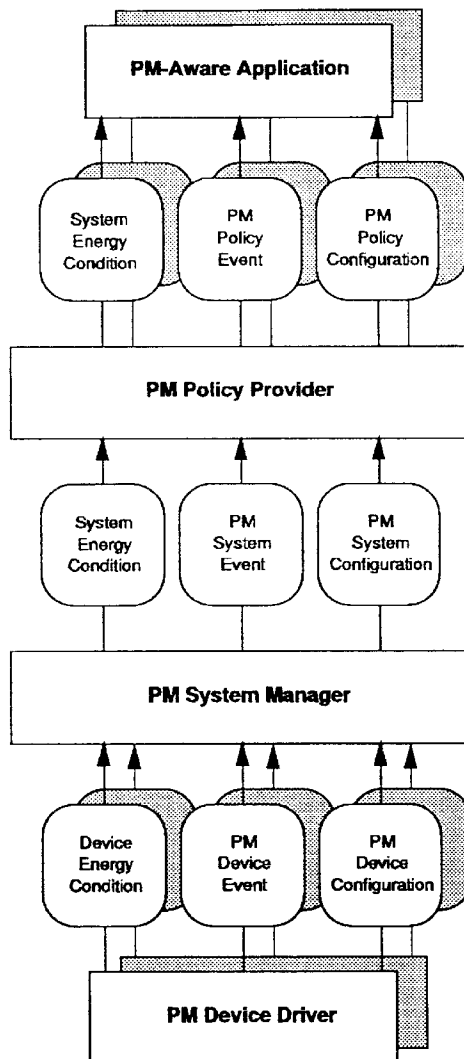 PM-Aware Application
System
Energy
Condition
PM
Policy
Event
PM
Policy
Configuration
PM Policy Provider
System
Energy
Condition
PM
System
Event
PM
System
Configuration
PM System Manager
Device
Energy
Condition
PM
Device
Event
PM
Device
Configuration
PM Device Driver